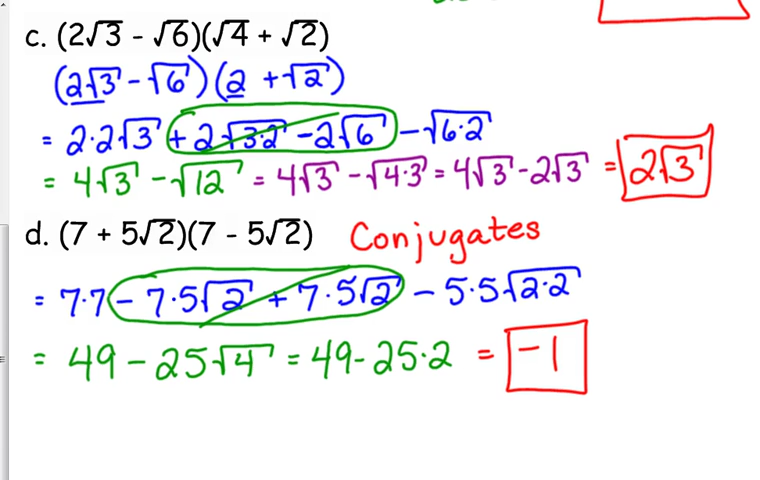 c. (2√3 - √6)(√4 + √2)
(2√3 - √6)(2 + √2)
= 2·2√3 + 2√3·2 - 2√6 - √6·2
= 4√3 - √12 = 4√3 - √4·3 = 4√3 - 2√3 = 2√3
d. (7 + 5√2)(7 - 5√2) Conjugates
= 7·7 - 7·5√2 + 7·5√2 - 5·5√2·2
= 49 - 25√4 = 49 - 25·2 = -1